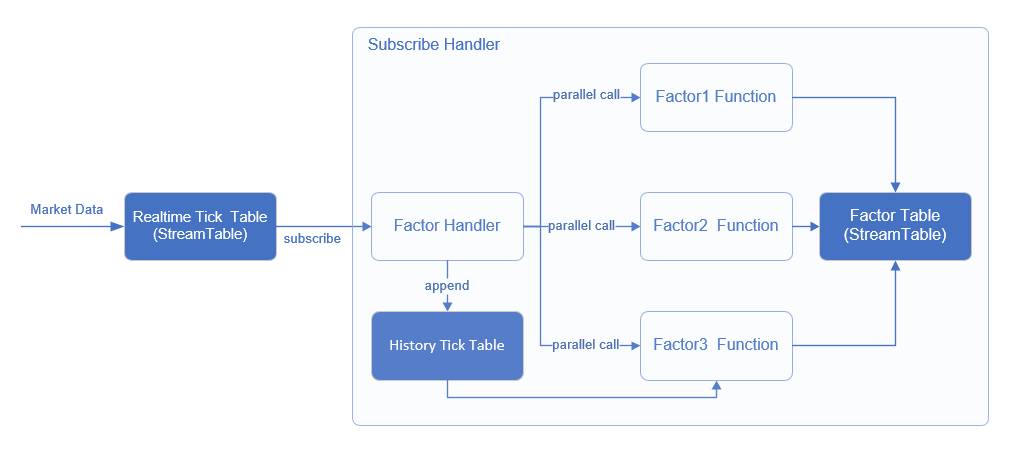 Subscribe Handler
parallel call
Factor1 Function
Market Data
Realtime Tick Table
(StreamTable)
subscribe
Factor Handler
parallel call
Factor2 Function
Factor Table
(StreamTable)
append
History Tick Table
parallel call
Factor3 Function